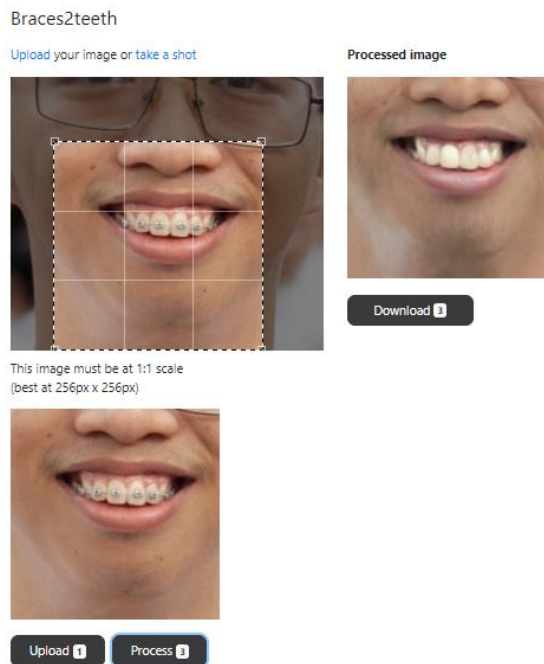 Braces2teeth
Upload your image or take a shot
Processed image
Download 3
This image must be at 1:1 scale
(best at 256px x 256px)
Upload 1
Process 3